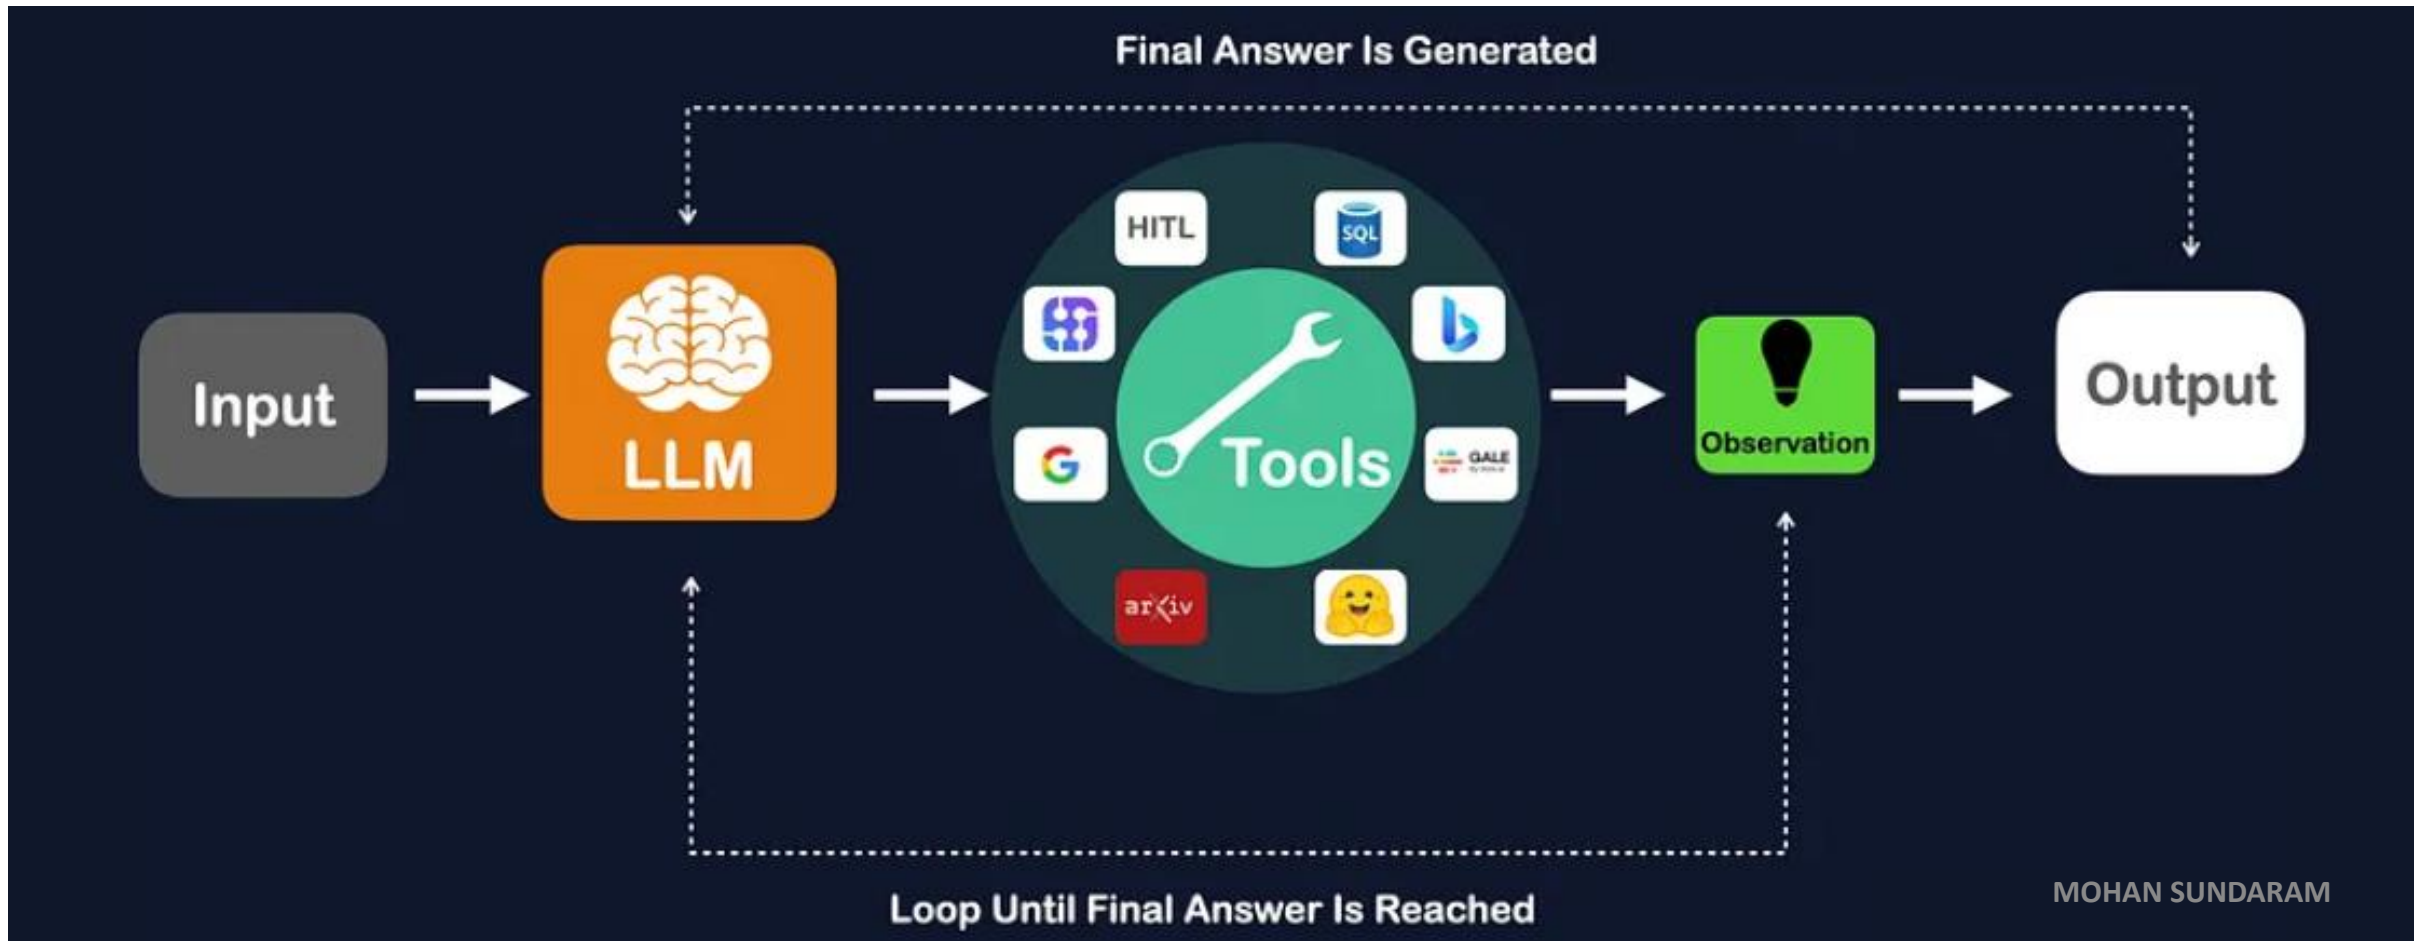 Final Answer Is Generated
HITL
SQL
Input
LLM
Tools
GALE
Observation
Output
arXiv
Loop Until Final Answer Is Reached
MOHAN SUNDARAM